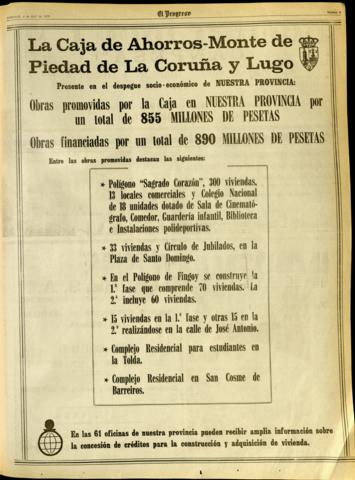 El Progreso
La Caja de Ahorros-Monte de
Piedad de La Coruña y Lugo
Presente en el despegue socio-económico de NUESTRA PROVINCIA:
Obras promovidas por la Caja en NUESTRA PROVINCIA por
un total de 855 MILLONES DE PESETAS
Obras financiadas por un total de 890 MILLONES DE PESETAS
Entre las obras promovidas destacan las siguientes:
* Polígono "Sagrado Corazón", 300 viviendas,
13 locales comerciales y Colegio Nacional
de 18 unidades dotado de Sala de Cinemató-
grafo, Comedor, Guardería infantil, Biblioteca
e Instalaciones polideportivas.
* 33 viviendas y Círculo de Jubilados, en la
Plaza de Santo Domingo.
* En el Polígono de Fingoy se construye la
1.ª fase que comprende 70 viviendas. La
2.ª incluye 60 viviendas.
* 15 viviendas en la 1.ª fase y otras 15 en la
2.ª realizándose en la calle de José Antonio.
* Complejo Residencial para estudiantes en
la Tolda.
* Complejo Residencial en San Cosme de
Barreiros.
En las 61 oficinas de nuestra provincia pueden recibir amplia información sobre
la concesión de créditos para la construcción y adquisición de vivienda.